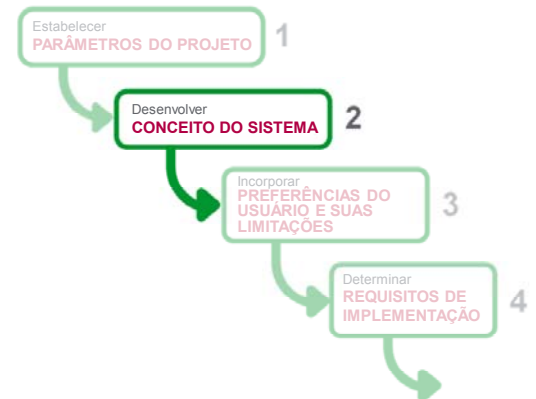 Estabelecer
PARÂMETROS DO PROJETO
1
Desenvolver
CONCEITO DO SISTEMA
2
Incorporar
PREFERÊNCIAS DO
USUÁRIO E SUAS
LIMITAÇÕES
3
Determinar
REQUISITOS DE
IMPLEMENTAÇÃO
4